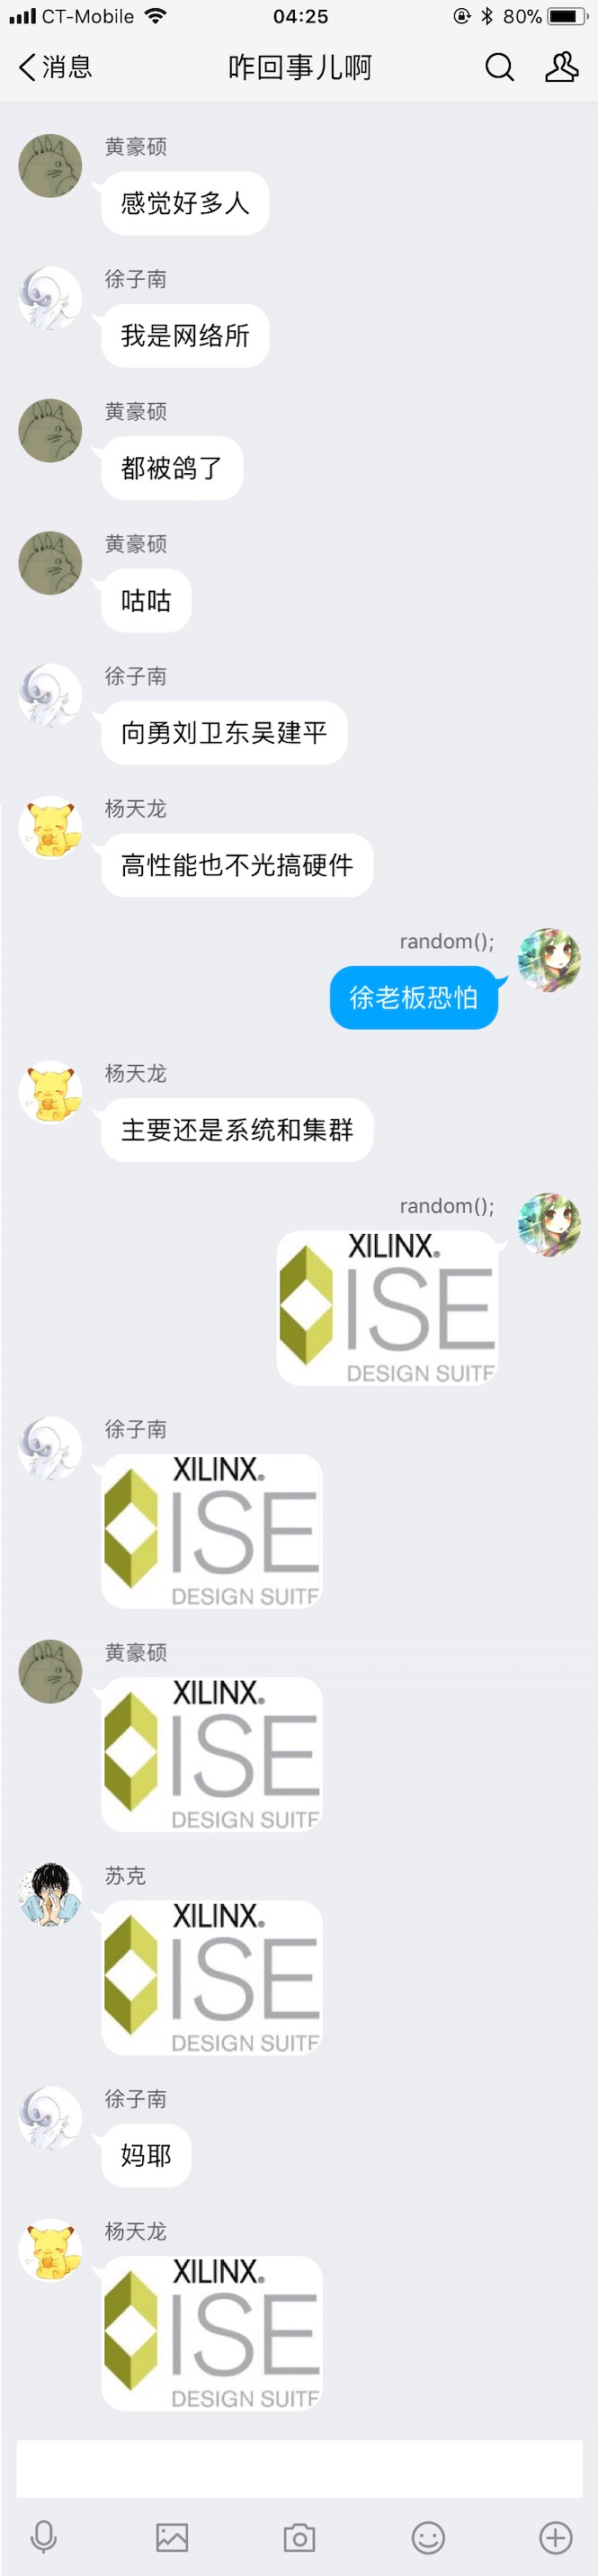 CT-Mobile 04:25 80%
消息 咋回事儿啊
黄豪硕
感觉好多人
徐子南
我是网络所
黄豪硕
都被鸽了
黄豪硕
咕咕
徐子南
向勇刘卫东吴建平
杨天龙
高性能也不光搞硬件
random();
徐老板恐怕
杨天龙
主要还是系统和集群
random();
XILINX®
ISE
DESIGN SUITE
徐子南
XILINX®
ISE
DESIGN SUITE
黄豪硕
XILINX®
ISE
DESIGN SUITE
苏克
XILINX®
ISE
DESIGN SUITE
徐子南
妈耶
杨天龙
XILINX®
ISE
DESIGN SUITE